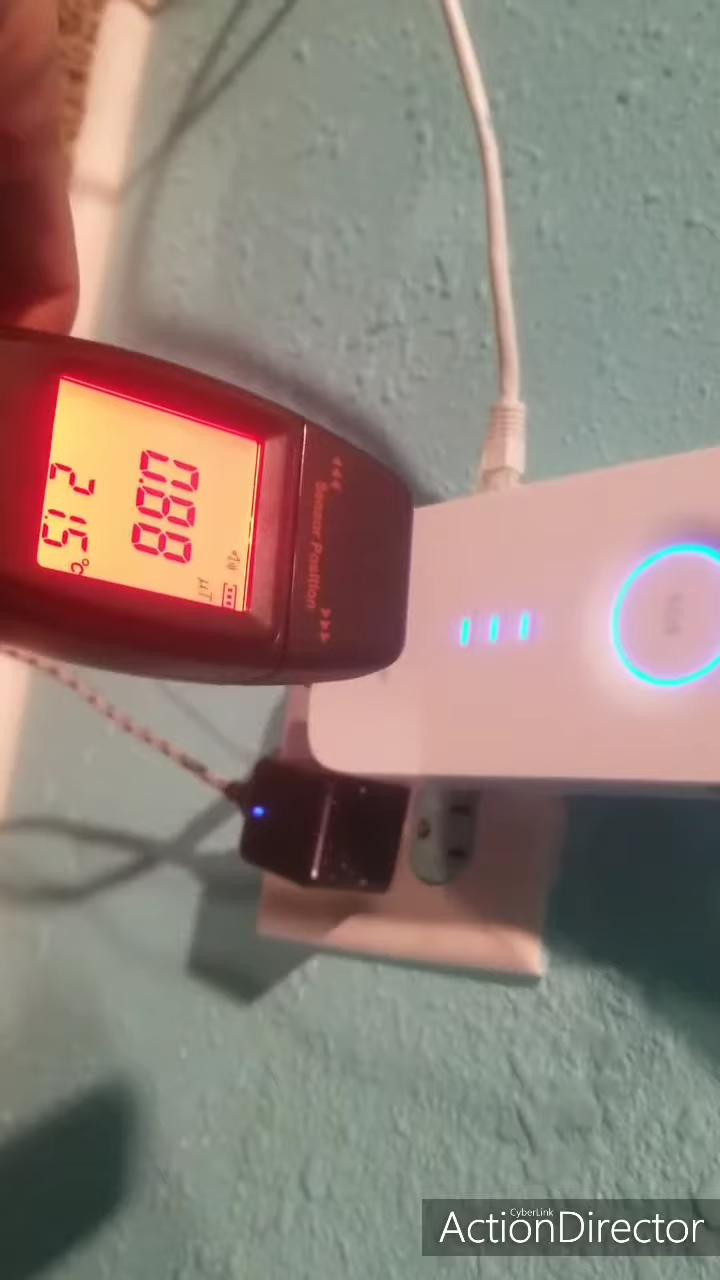 0.88
µT
21.5°C
Sensor Position
CyberLink
ActionDirector